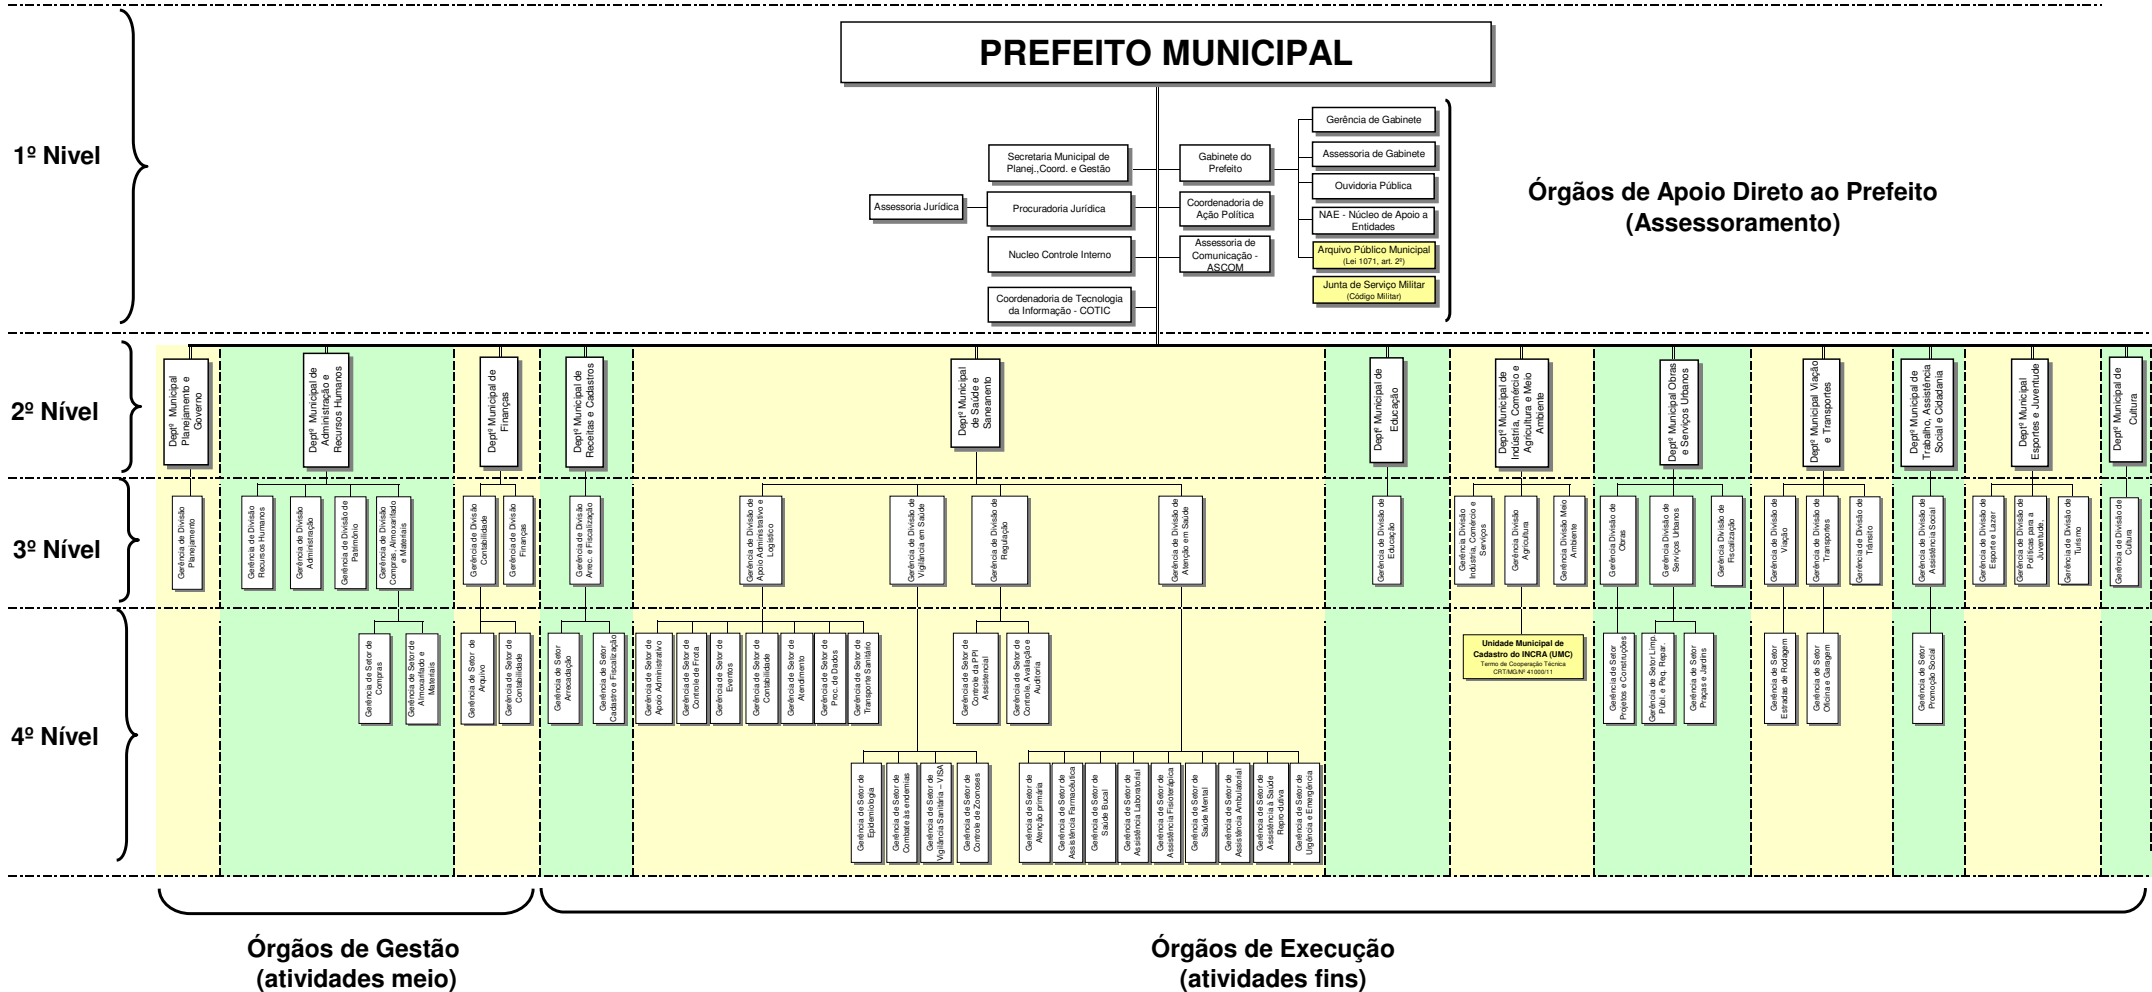 PREFEITO MUNICIPAL
1º Nivel
Gerência de Gabinete
Secretaria Municipal de
Planej.,Coord. e Gestão
Gabinete do
Prefeito
Assessoria de Gabinete
Ouvidoria Pública
Assessoria Jurídica
Procuradoria Jurídica
Coordenadoria de
Ação Política
NAE - Núcleo de Apoio a
Entidades
Nucleo Controle Interno
Assessoria de
Comunicação -
ASCOM
Arquivo Público Municipal
(Lei 1071, art. 2º)
Junta de Serviço Militar
(Código Militar)
Coordenadoria de Tecnologia
da Informação - COTIC
Órgãos de Apoio Direto ao Prefeito
(Assessoramento)
2º Nível
Deptº Municipal
Planejamento e
Governo
Deptº Municipal de
Administração e
Recursos Humanos
Deptº Municipal de
Finanças
Deptº Municipal de
Receitas e Cadastros
Deptº Municipal
de Saúde e
Saneamento
Deptº Municipal de
Educação
Deptº Municipal de
Indústria, Comércio e
Agricultura e Meio
Ambiente
Deptº Municipal Obras
e Serviços Urbanos
Deptº Municipal Viação
e Transportes
Deptº Municipal de
Trabalho, Assistência
Social e Cidadania
Deptº Municipal
Esportes e Juventude
Deptº Municipal de
Cultura
3º Nível
Gerência de Divisão
Planejamento
Gerência de Divisão
Recursos Humanos
Gerência de Divisão
Administração
Gerência de Divisão de
Patrimônio
Gerência de Divisão
Compras, Almoxarifado
e Materiais
Gerência de Divisão
Contabilidade
Gerência de Divisão
Finanças
Gerência de Divisão
Arrec. e Fiscalização
Gerência de Divisão de
Apoio Administrativo e
Logístico
Gerência de Divisão de
Vigilância em Saúde
Gerência de Divisão de
Regulação
Gerência de Divisão de
Atenção em Saúde
Gerência de Divisão de
Educação
Gerência Divisão
Indústria, Comércio e
Serviços
Gerência Divisão
Agricultura
Gerência Divisão Meio
Ambiente
Gerência Divisão de
Obras
Gerência Divisão de
Serviços Urbanos
Gerência Divisão de
Fiscalização
Gerência de Divisão de
Viação
Gerência de Divisão de
Transportes
Gerência de Divisão de
Trânsito
Gerência de Divisão de
Assistência Social
Gerência de Divisão de
Esporte e Lazer
Gerência de Divisão de
Políticas para a
Juventude,
Gerência de Divisão de
Turismo
Gerência de Divisão de
Cultura
4º Nível
Gerência de Setor de
Compras
Gerência de Setor de
Almoxarifado e
Materiais
Gerência de Setor de
Arquivo
Gerência de Setor de
Contabilidade
Gerência de Setor
Arrecadação
Gerência de Setor
Cadastro e Fiscalização
Gerência de Setor de
Apoio Administrativo
Gerência de Setor de
Controle de Frota
Gerência de Setor de
Eventos
Gerência de Setor de
Contabilidade
Gerência de Setor de
Atendimento
Gerência de Setor de
Proc. de Dados
Gerência de Setor de
Transporte Sanitário
Gerência de Setor de
Controle da PPI
Assistencial
Gerência de Setor de
Controle, Avaliação e
Auditoria
Unidade Municipal de
Cadastro do INCRA (UMC)
Termo de Cooperação Técnica
CRT/MG/Nº 41000/11
Gerência de Setor
Projetos e Construções
Gerência de Setor Limp.
Públ. e Peq. Repar.
Gerência de Setor
Praças e Jardins
Gerência de Setor
Estradas de Rodagem
Gerência de Setor
Oficina e Garagem
Gerência de Setor
Promoção Social
Gerência de Setor de
Epidemiologia
Gerência de Setor de
Combate às endemias
Gerência de Setor de
Vigilância Sanitária – VISA
Gerência de Setor de
Controle de Zoonoses
Gerência de Setor de
Atenção primária
Gerência de Setor de
Assistência Farmacêutica
Gerência de Setor de
Saúde Bucal
Gerência de Setor de
Assistência Laboratorial
Gerência de Setor de
Assistência Fisioterápica
Gerência de Setor de
Saúde Mental
Gerência de Setor de
Assistência Ambulatorial
Gerência de Setor de
Assistência à Saúde
Reprodutiva
Gerência de Setor de
Urgência e Emergência
Órgãos de Gestão
(atividades meio)
Órgãos de Execução
(atividades fins)